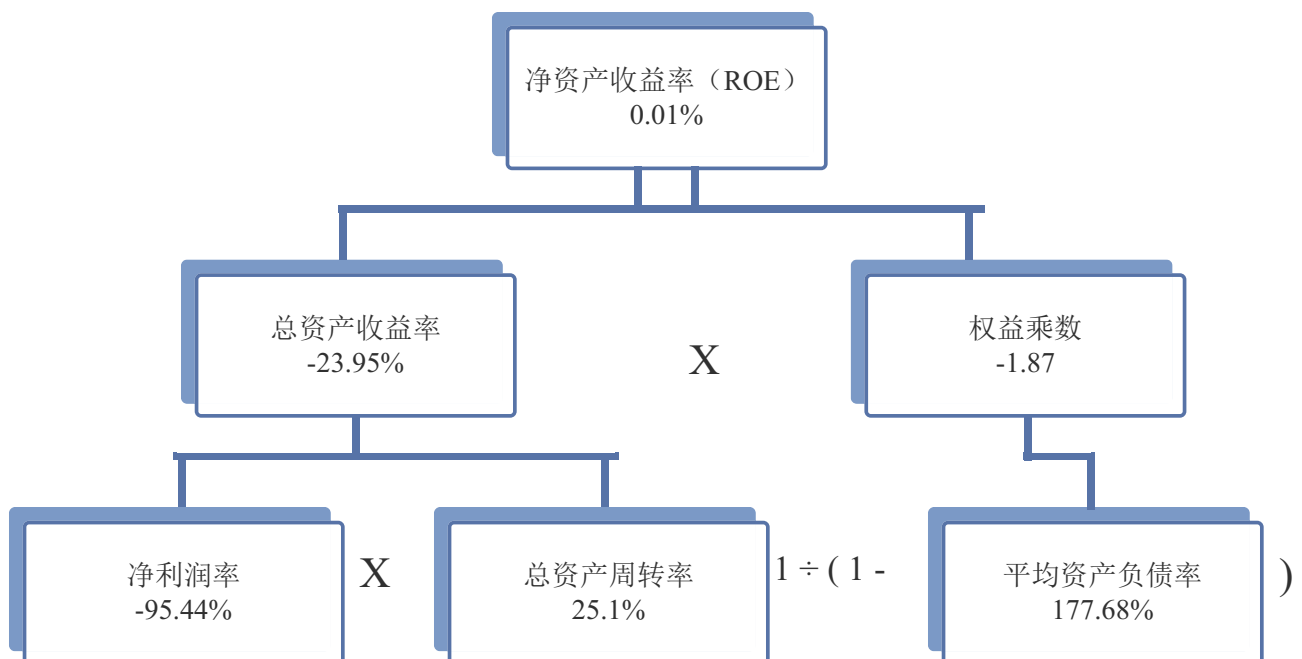 净资产收益率（ROE）
0.01%
总资产收益率
-23.95%
X
权益乘数
-1.87
净利润率
-95.44%
X
总资产周转率
25.1%
1 ÷ ( 1 -
平均资产负债率
177.68%
)